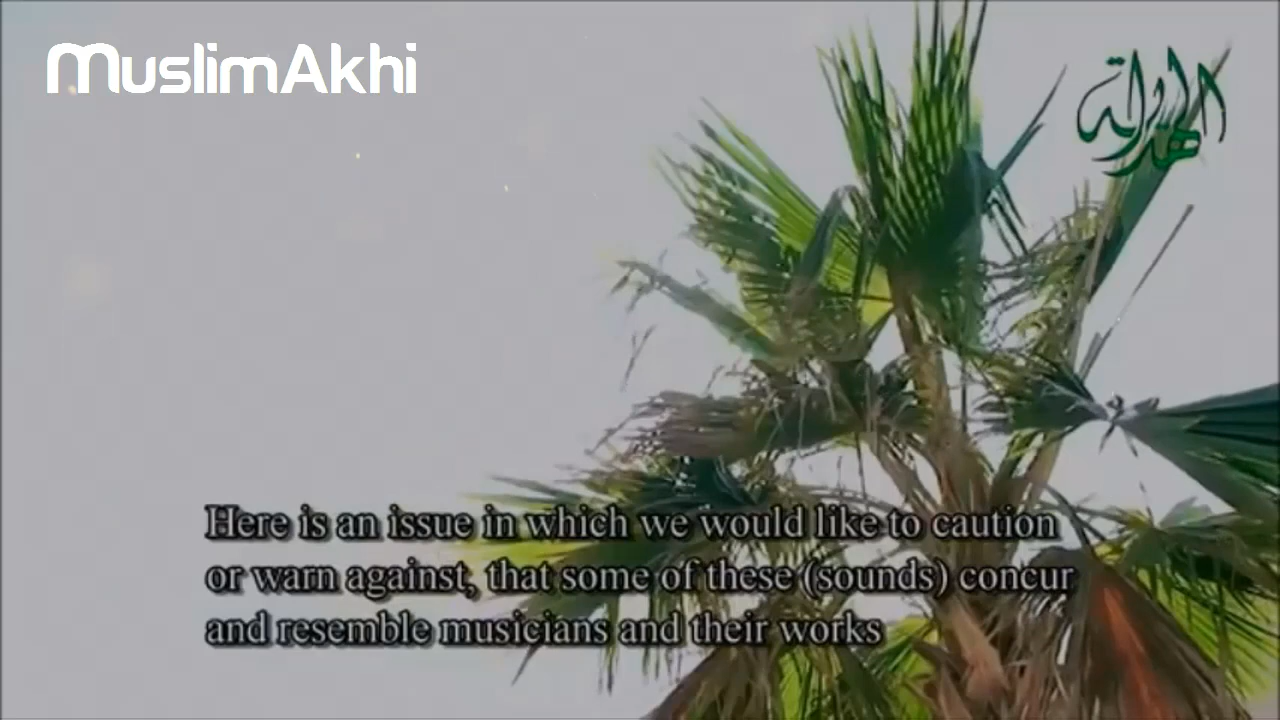 MuslimAkhi
الهداية
Here is an issue in which we would like to caution
or warn against, that some of these (sounds) concur
and resemble musicians and their works